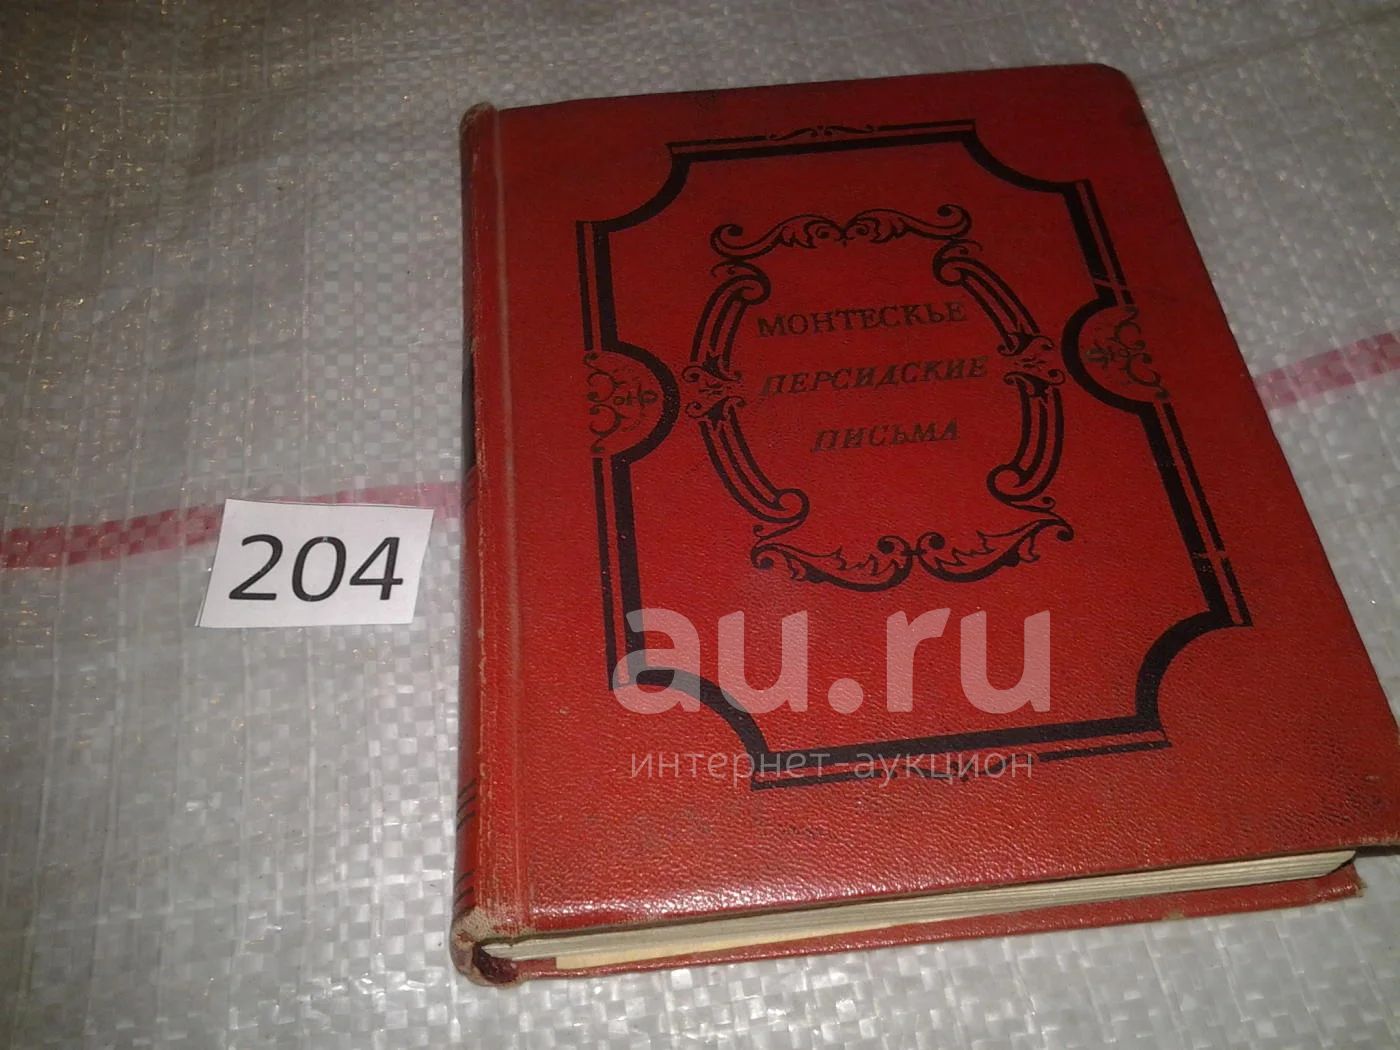 МОНТЕСКЬЕ
ПЕРСИДСКИЕ
ПИСЬМА
204
au.ru
интернет-аукцион